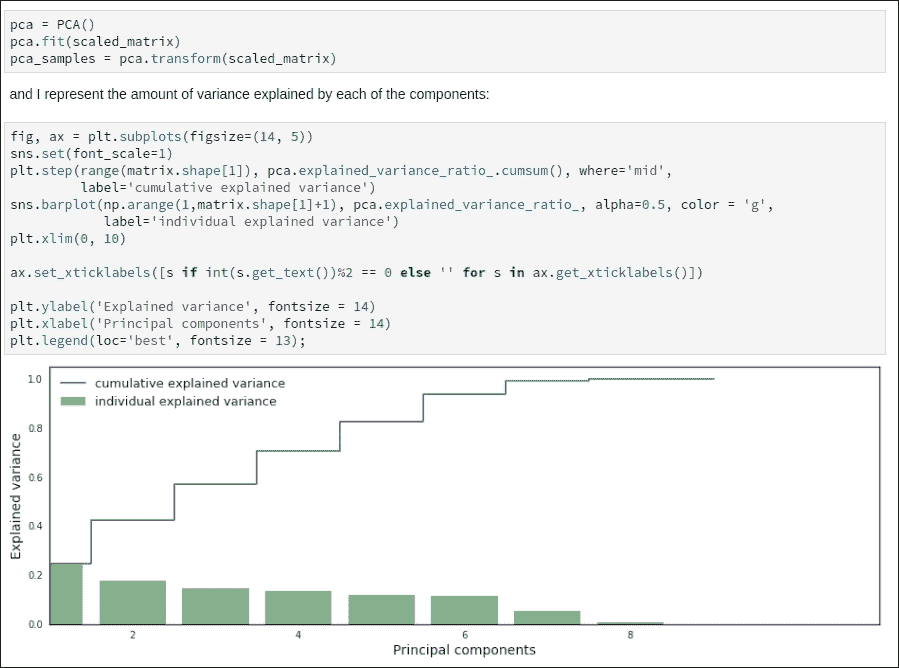 pca = PCA()
pca.fit(scaled_matrix)
pca_samples = pca.transform(scaled_matrix)
and I represent the amount of variance explained by each of the components:
fig, ax = plt.subplots(figsize=(14, 5))
sns.set(font_scale=1)
plt.step(range(matrix.shape[1]), pca.explained_variance_ratio_.cumsum(), where='mid',
         label='cumulative explained variance')
sns.barplot(np.arange(1,matrix.shape[1]+1), pca.explained_variance_ratio_, alpha=0.5, color = 'g',
            label='individual explained variance')
plt.xlim(0, 10)
ax.set_xticklabels([s if int(s.get_text())%2 == 0 else '' for s in ax.get_xticklabels()])
plt.ylabel('Explained variance', fontsize = 14)
plt.xlabel('Principal components', fontsize = 14)
plt.legend(loc='best', fontsize = 13);
cumulative explained variance
individual explained variance
Explained variance
1.0
0.8
0.6
0.4
0.2
0.0
2 4 6 8
Principal components